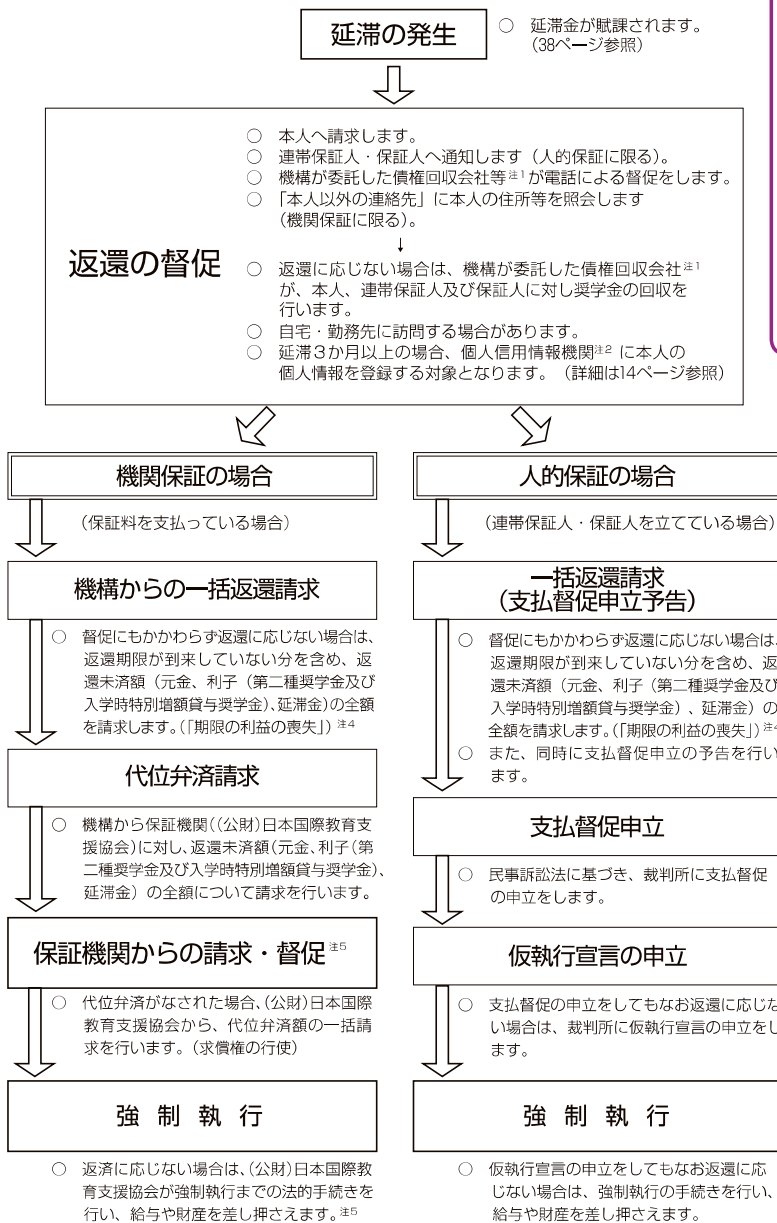 延滞の発生
○ 延滞金が賦課されます。
（38ページ参照）
返還の督促
○ 本人へ請求します。
○ 連帯保証人・保証人へ通知します（人的保証に限る）。
○ 機構が委託した債権回収会社等注1が電話による督促をします。
○ 「本人以外の連絡先」に本人の住所等を照会します
（機関保証に限る）。
↓
○ 返還に応じない場合は、機構が委託した債権回収会社注1
が、本人、連帯保証人及び保証人に対し奨学金の回収を
行います。
○ 自宅・勤務先に訪問する場合があります。
○ 延滞３か月以上の場合、個人信用情報機関注2 に本人の
個人情報を登録する対象となります。（詳細は14ページ参照）
機関保証の場合
（保証料を支払っている場合）
機構からの一括返還請求
○ 督促にもかかわらず返還に応じない場合は、
返還期限が到来していない分を含め、返
還未済額（元金、利子（第二種奨学金及び
入学時特別増額貸与奨学金）、延滞金）の全額
を請求します。（「期限の利益の喪失」）注4
代位弁済請求
○ 機構から保証機関（（公財）日本国際教育支
援協会）に対し、返還未済額（元金、利子（第
二種奨学金及び入学時特別増額貸与奨学金）、
延滞金）の全額について請求を行います。
保証機関からの請求・督促注5
○ 代位弁済がなされた場合、（公財）日本国際
教育支援協会から、代位弁済額の一括請
求を行います。（求償権の行使）
強 制 執 行
○ 返済に応じない場合は、（公財）日本国際教
育支援協会が強制執行までの法的手続きを
行い、給与や財産を差し押さえます。注5
人的保証の場合
（連帯保証人・保証人を立てている場合）
一括返還請求
（支払督促申立予告）
○ 督促にもかかわらず返還に応じない場合は、
返還期限が到来していない分を含め、返
還未済額（元金、利子（第二種奨学金及び
入学時特別増額貸与奨学金）、延滞金）の
全額を請求します。（「期限の利益の喪失」）注4
○ また、同時に支払督促申立の予告を行い
ます。
支払督促申立
○ 民事訴訟法に基づき、裁判所に支払督促
の申立をします。
仮執行宣言の申立
○ 支払督促の申立をしてもなお返還に応じな
い場合は、裁判所に仮執行宣言の申立をし
ます。
強 制 執 行
○ 仮執行宣言の申立をしてもなお返還に応
じない場合は、強制執行の手続きを行い、
給与や財産を差し押さえます。